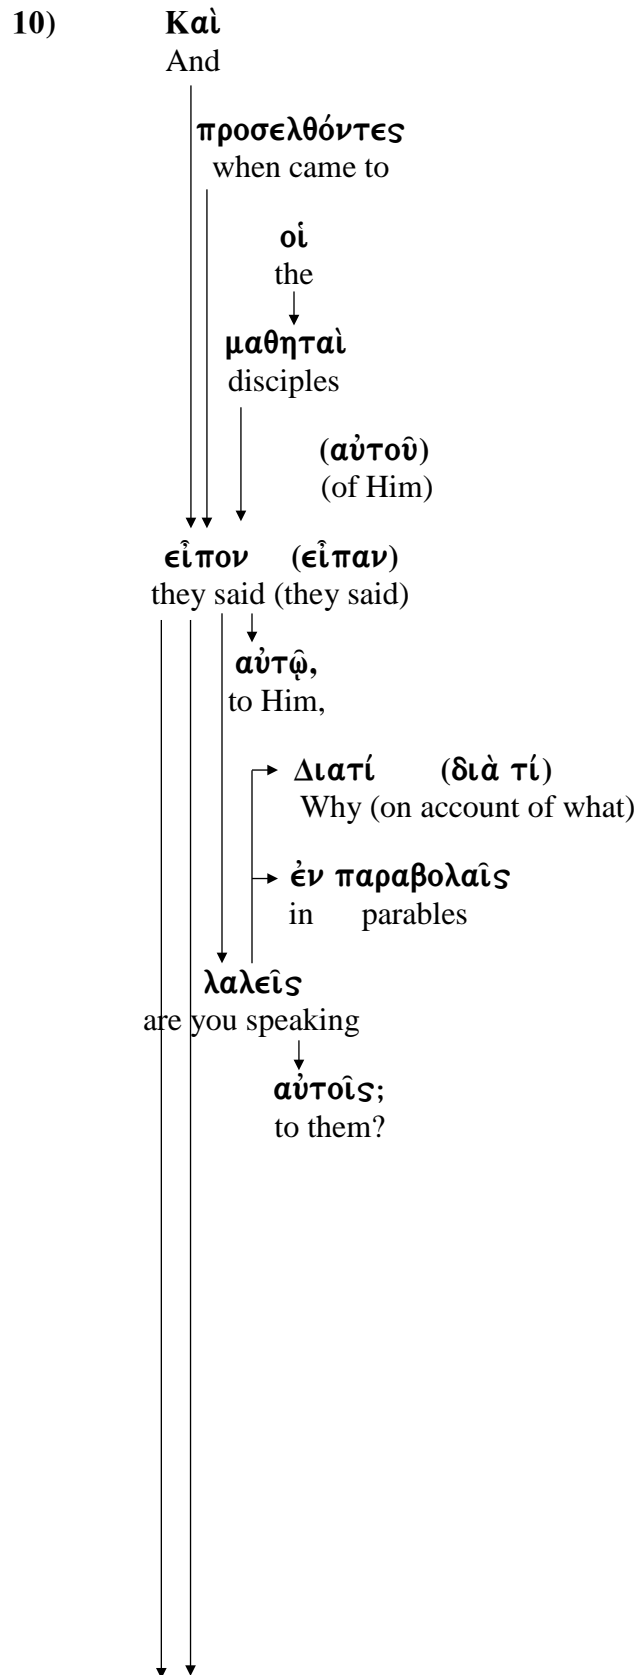 10) Καὶ
And
προσελθόντες
when came to
οἱ
the
μαθηταὶ
disciples
(αὐτοῦ)
(of Him)
εἶπον (εἶπαν)
they said (they said)
αὐτῷ,
to Him,
Διατί (διὰ τί)
Why (on account of what)
ἐν παραβολαῖς
in parables
λαλεῖς
are you speaking
αὐτοῖς;
to them?